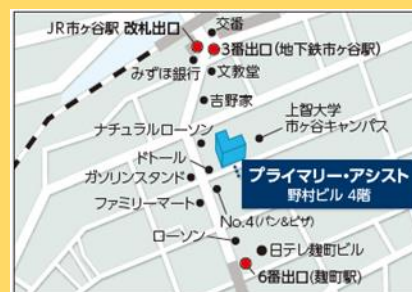 交番
JR市ヶ谷駅 改札出口
3番出口(地下鉄市ヶ谷駅)
みずほ銀行
文教堂
吉野家
上智大学
市ヶ谷キャンパス
ナチュラルローソン
ドトール
ガソリンスタンド
プライマリー・アシスト
野村ビル 4階
ファミリーマート
No.4(パン&ピザ)
ローソン
日テレ麹町ビル
6番出口(麹町駅)